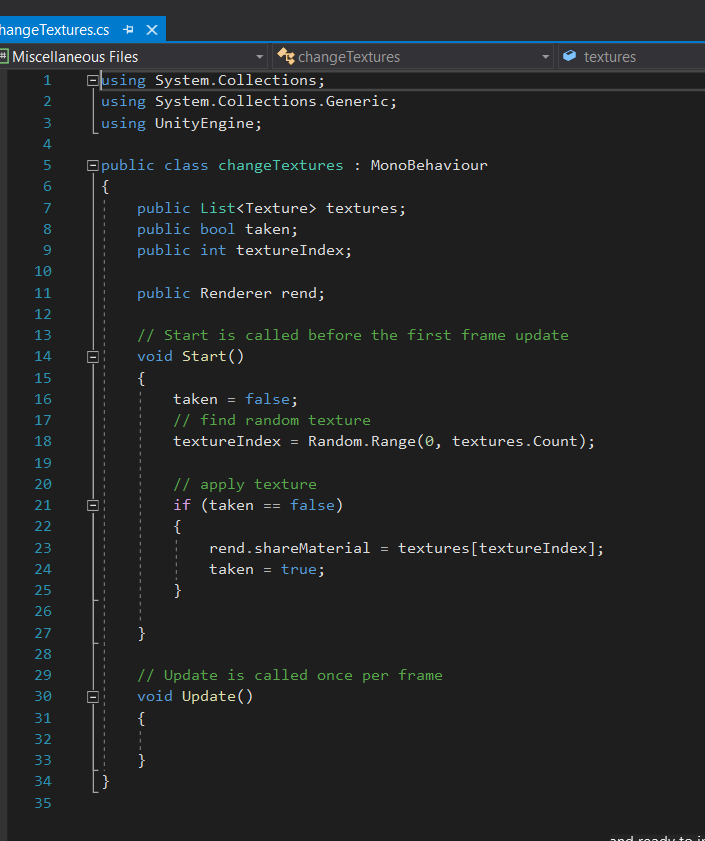 hangeTextures.cs
Miscellaneous Files changeTextures textures
1 using System.Collections;
2 using System.Collections.Generic;
3 using UnityEngine;
4
5 public class changeTextures : MonoBehaviour
6 {
7 public List<Texture> textures;
8 public bool taken;
9 public int textureIndex;
10
11 public Renderer rend;
12
13 // Start is called before the first frame update
14 void Start()
15 {
16 taken = false;
17 // find random texture
18 textureIndex = Random.Range(0, textures.Count);
19
20 // apply texture
21 if (taken == false)
22 {
23 rend.shareMaterial = textures[textureIndex];
24 taken = true;
25 }
26
27 }
28
29 // Update is called once per frame
30 void Update()
31 {
32
33 }
34 }
35
and ready to i